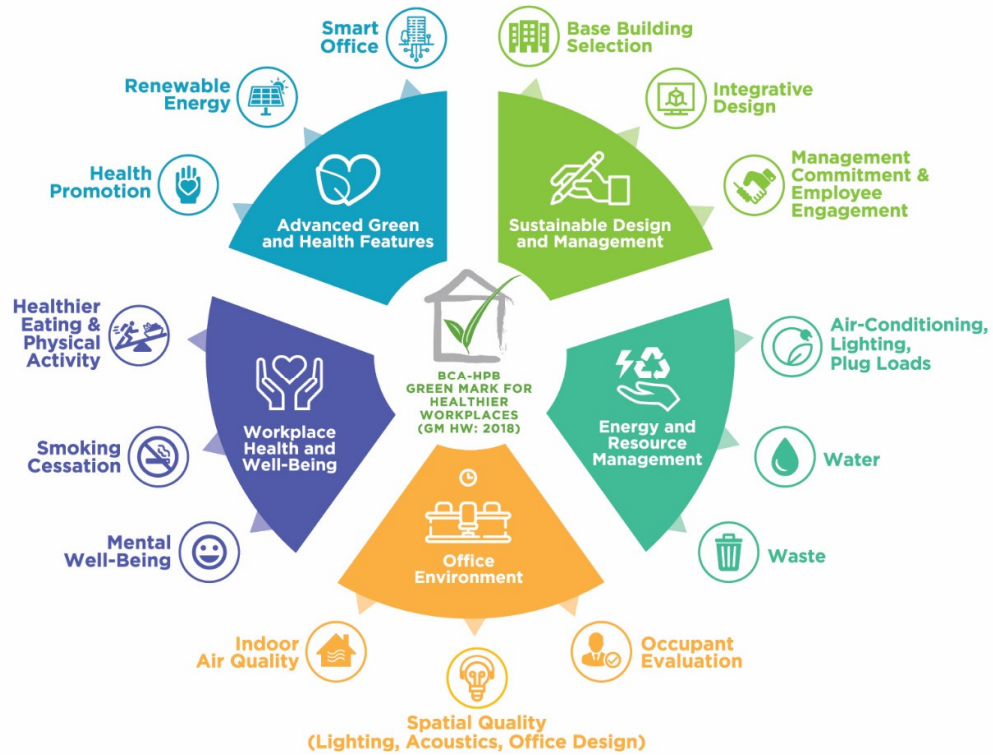 Smart
Office
Base Building
Selection
Renewable
Energy
Integrative
Design
Health
Promotion
Management
Commitment &
Employee
Engagement
Advanced Green
and Health Features
Sustainable Design
and Management
Healthier
Eating &
Physical
Activity
Air-Conditioning,
Lighting,
Plug Loads
BCA-HPB
GREEN MARK FOR
HEALTHIER
WORKPLACES
(GM HW: 2018)
Workplace
Health and
Well-Being
Energy and
Resource
Management
Smoking
Cessation
Water
Mental
Well-Being
Waste
Office
Environment
Indoor
Air Quality
Occupant
Evaluation
Spatial Quality
(Lighting, Acoustics, Office Design)